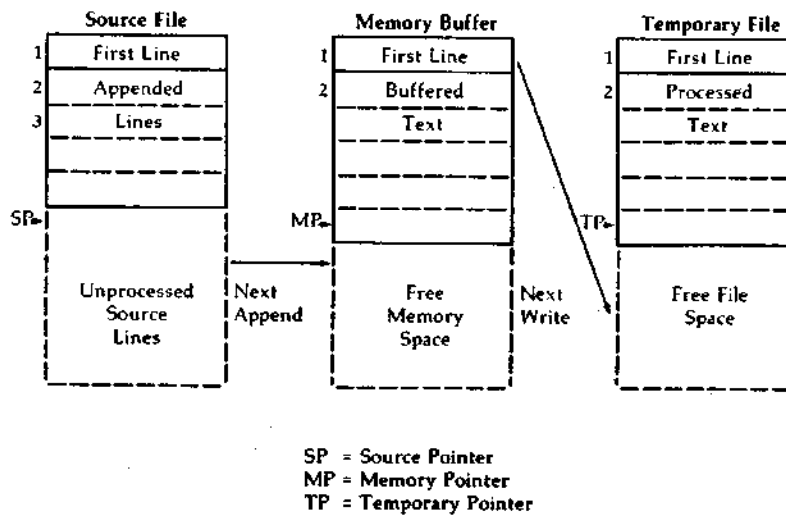 Source File
1 First Line
2 Appended
3 Lines
SP
Unprocessed
Source
Lines
Next
Append
Memory Buffer
1 First Line
2 Buffered
Text
MP
Free
Memory
Space
Next
Write
Temporary File
1 First Line
2 Processed
Text
TP
Free File
Space
SP = Source Pointer
MP = Memory Pointer
TP = Temporary Pointer